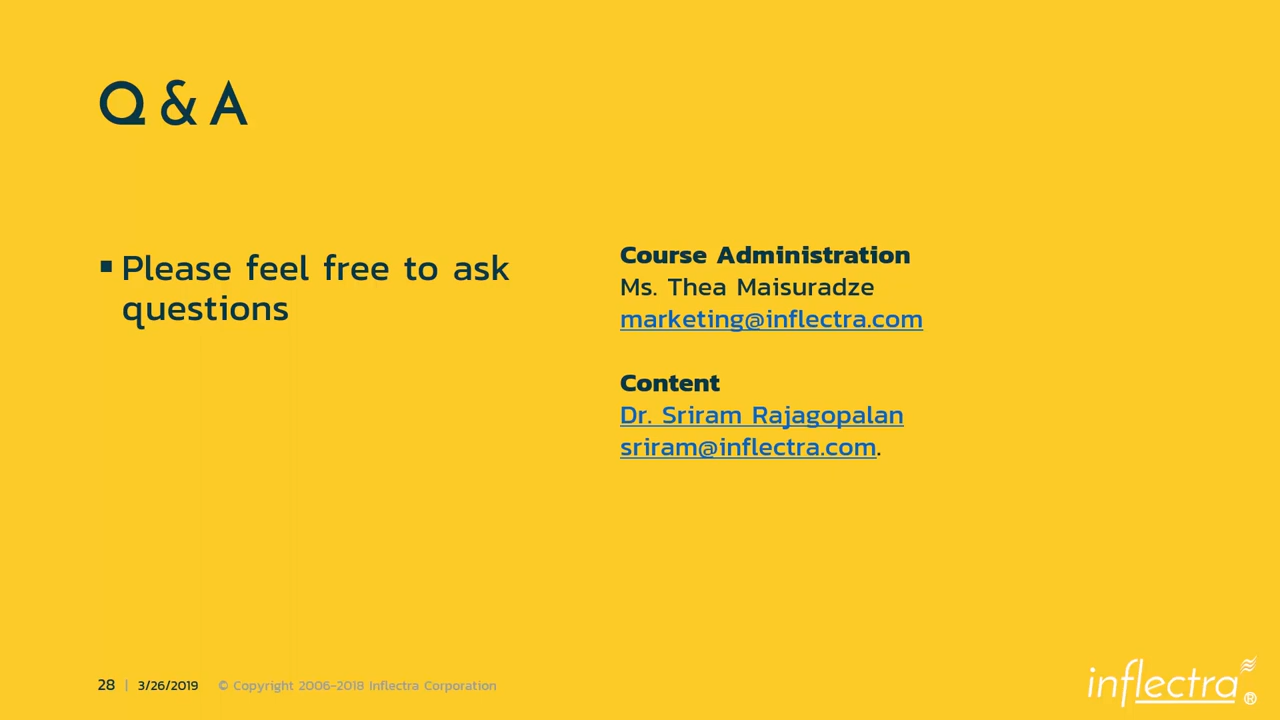 Q & A
▪ Please feel free to ask
questions
Course Administration
Ms. Thea Maisuradze
marketing@inflectra.com
Content
Dr. Sriram Rajagopalan
sriram@inflectra.com.
28 | 3/26/2019 © Copyright 2006-2018 Inflectra Corporation
inflectra®